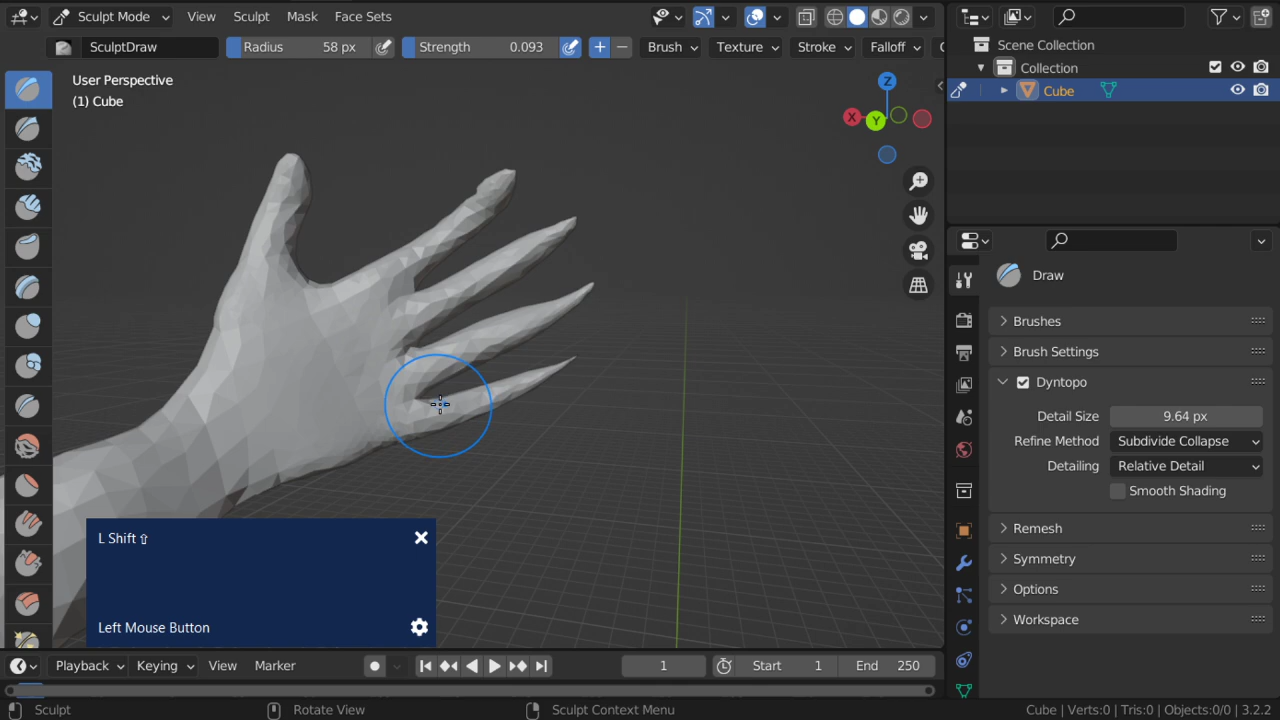 Sculpt Mode View Sculpt Mask Face Sets
SculptDraw Radius 58 px Strength 0.093 + − Brush Texture Stroke Falloff
User Perspective
(1) Cube
Z
X
Y
L Shift ⇧
Left Mouse Button
Scene Collection
Collection
Cube
Draw
Brushes
Brush Settings
Dyntopo
Detail Size 9.64 px
Refine Method Subdivide Collapse
Detailing Relative Detail
Smooth Shading
Remesh
Symmetry
Options
Workspace
Playback Keying View Marker 1 Start 1 End 250
Sculpt Rotate View Sculpt Context Menu Cube | Verts:0 | Tris:0 | Objects:0/0 | 3.2.2